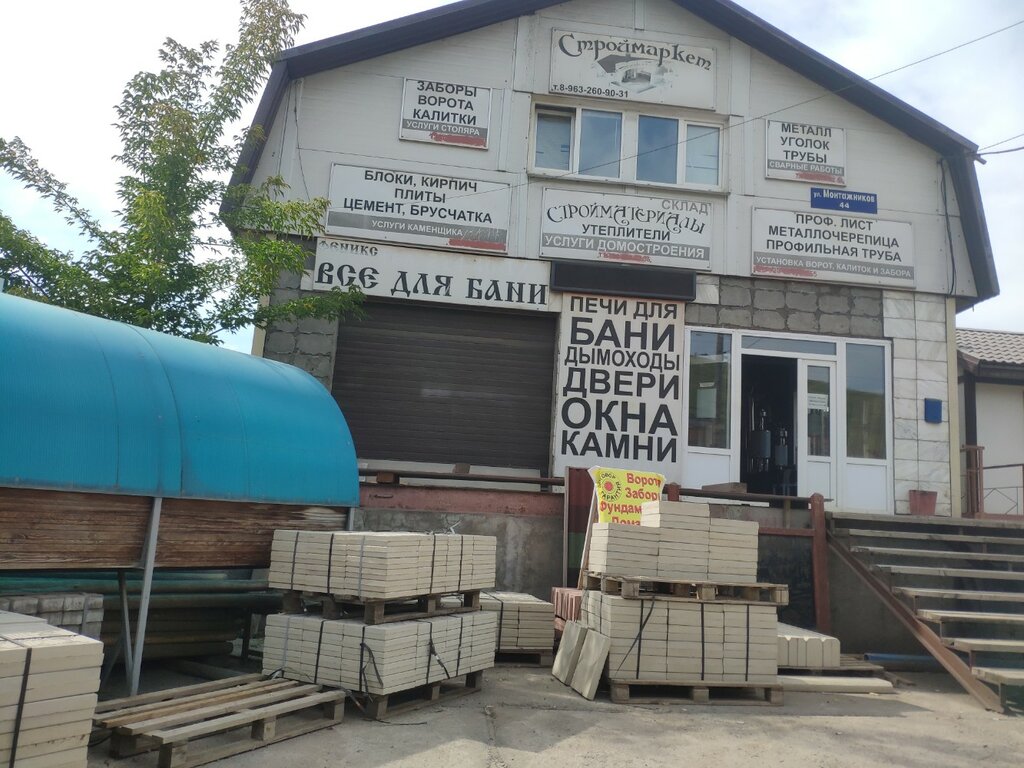 Строймаркет
т.8-963-260-90-31
ЗАБОРЫ
ВОРОТА
КАЛИТКИ
УСЛУГИ СТОЛЯРА
МЕТАЛЛ
УГОЛОК
ТРУБЫ
СВАРНЫЕ РАБОТЫ
БЛОКИ, КИРПИЧ
ПЛИТЫ
ЦЕМЕНТ, БРУСЧАТКА
УСЛУГИ КАМЕНЩИКА
СКЛАД
СТРОЙМАТЕРИАЛЫ
УТЕПЛИТЕЛИ
УСЛУГИ ДОМОСТРОЕНИЯ
ул. Монтажников
44
ПРОФ. ЛИСТ
МЕТАЛЛОЧЕРЕПИЦА
ПРОФИЛЬНАЯ ТРУБА
УСТАНОВКА ВОРОТ, КАЛИТОК И ЗАБОРА
ФЕНИКС
ВСЕ ДЛЯ БАНИ
ПЕЧИ ДЛЯ
БАНИ
ДЫМОХОДЫ
ДВЕРИ
ОКНА
КАМНИ
Ворот
Забор
Фундам